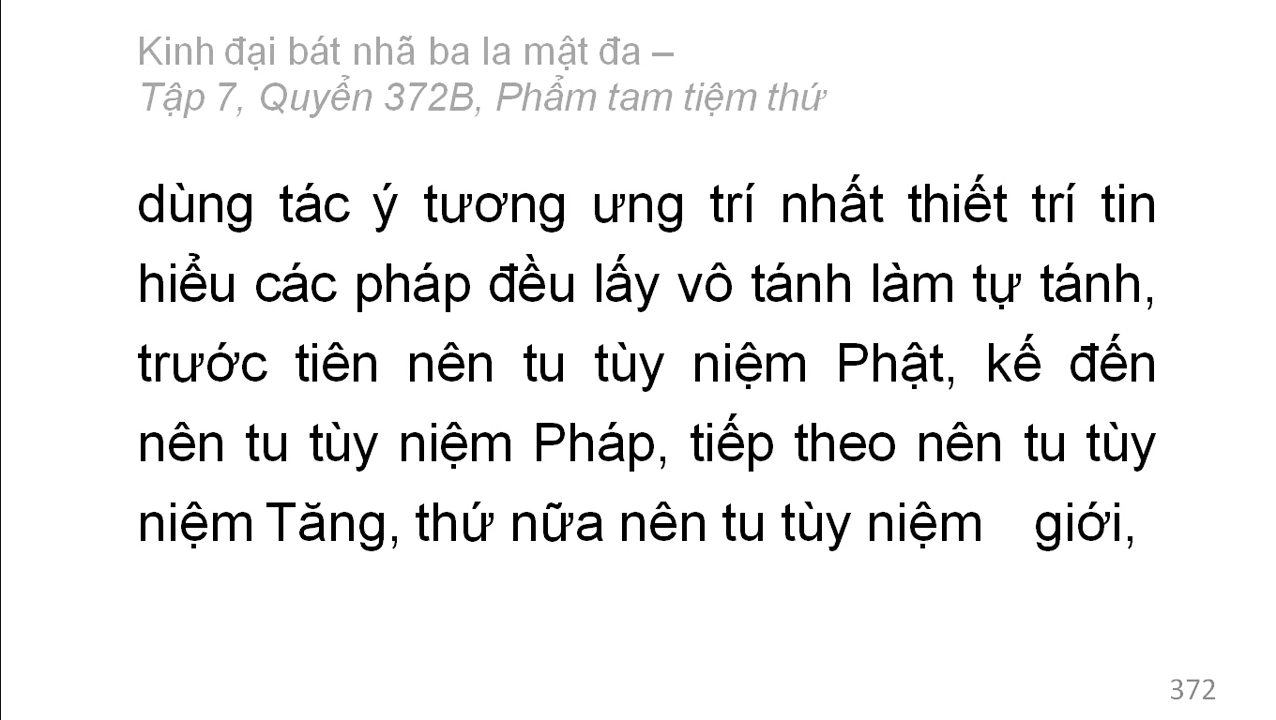 Kinh đại bát nhã ba la mật đa –
Tập 7, Quyển 372B, Phẩm tam tiệm thứ
dùng tác ý tương ưng trí nhất thiết trí tin
hiểu các pháp đều lấy vô tánh làm tự tánh,
trước tiên nên tu tùy niệm Phật, kế đến
nên tu tùy niệm Pháp, tiếp theo nên tu tùy
niệm Tăng, thứ nữa nên tu tùy niệm giới,
372